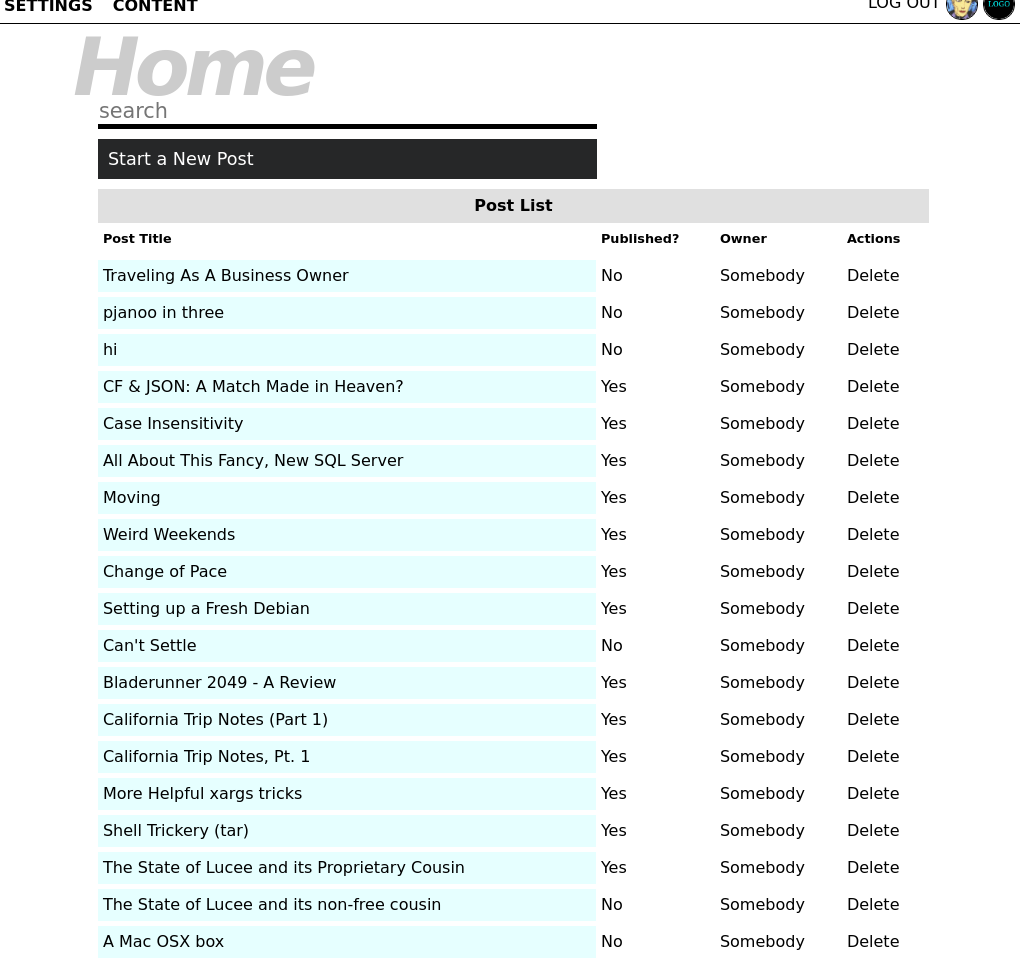 SETTINGS CONTENT LOG OUT LOGO
Home
search
Start a New Post
Post List
Post Title Published? Owner Actions
Traveling As A Business Owner No Somebody Delete
pjanoo in three No Somebody Delete
hi No Somebody Delete
CF & JSON: A Match Made in Heaven? Yes Somebody Delete
Case Insensitivity Yes Somebody Delete
All About This Fancy, New SQL Server Yes Somebody Delete
Moving Yes Somebody Delete
Weird Weekends Yes Somebody Delete
Change of Pace Yes Somebody Delete
Setting up a Fresh Debian Yes Somebody Delete
Can't Settle No Somebody Delete
Bladerunner 2049 - A Review Yes Somebody Delete
California Trip Notes (Part 1) Yes Somebody Delete
California Trip Notes, Pt. 1 Yes Somebody Delete
More Helpful xargs tricks Yes Somebody Delete
Shell Trickery (tar) Yes Somebody Delete
The State of Lucee and its Proprietary Cousin Yes Somebody Delete
The State of Lucee and its non-free cousin No Somebody Delete
A Mac OSX box No Somebody Delete